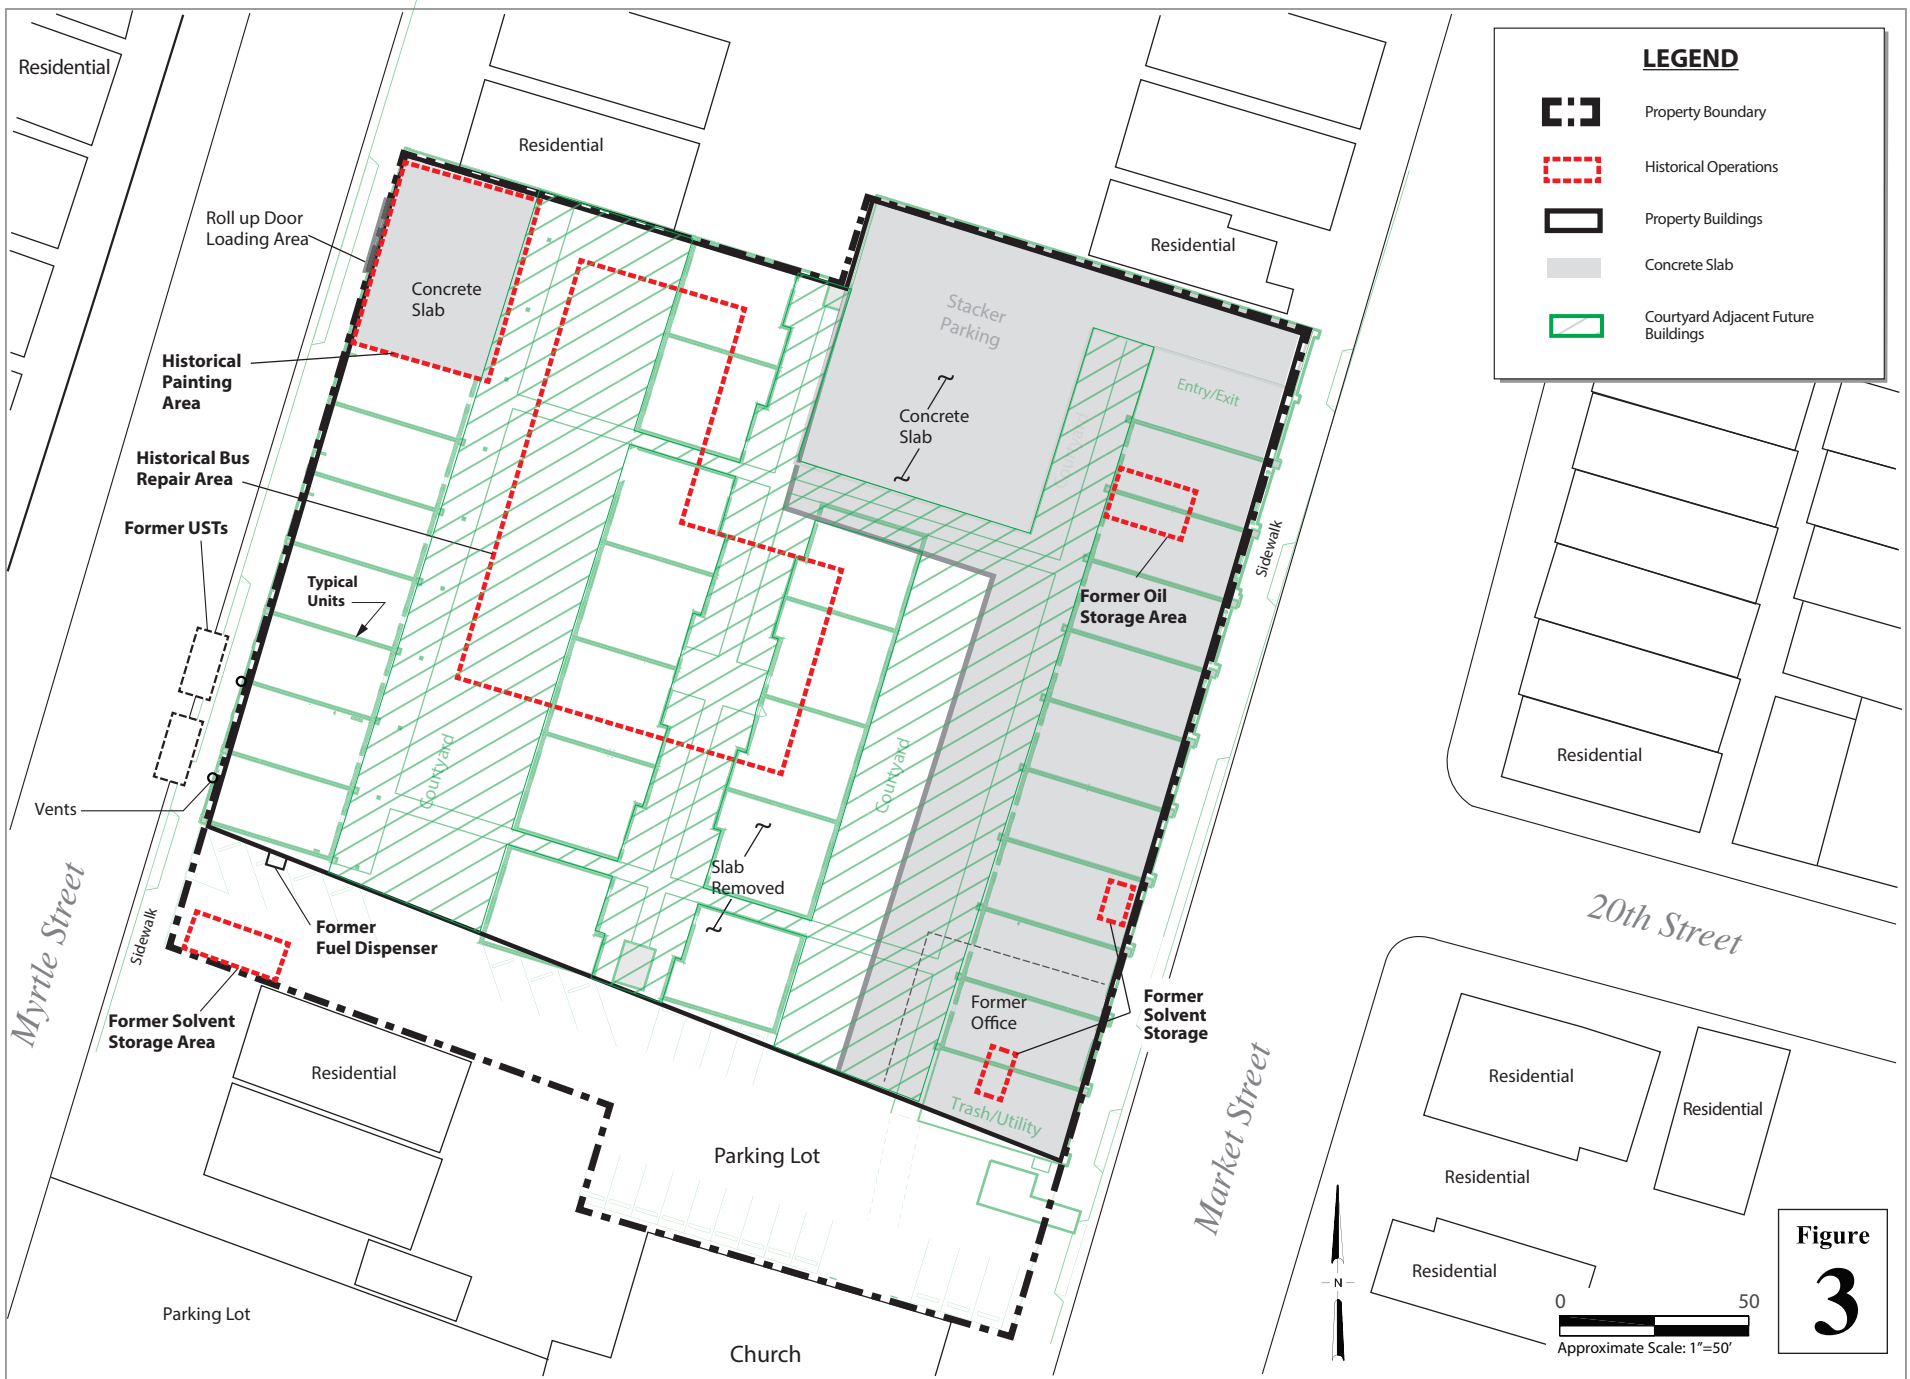 Residential
Residential
Residential
LEGEND
Property Boundary
Historical Operations
Property Buildings
Concrete Slab
Courtyard Adjacent Future
Buildings
Roll up Door
Loading Area
Concrete
Slab
Stacker
Parking
Entry/Exit
Historical
Painting
Area
Concrete
Slab
Courtyard
Historical Bus
Repair Area
Former USTs
Typical
Units
Sidewalk
Former Oil
Storage Area
Residential
Courtyard
Courtyard
Vents
Slab
Removed
Myrtle Street
Sidewalk
Former
Fuel Dispenser
20th Street
Former Solvent
Storage Area
Former
Office
Former
Solvent
Storage
Residential
Trash/Utility
Market Street
Residential
Residential
Parking Lot
Residential
Residential
Parking Lot
Church
N
0
50
Approximate Scale: 1"=50'
Figure
3